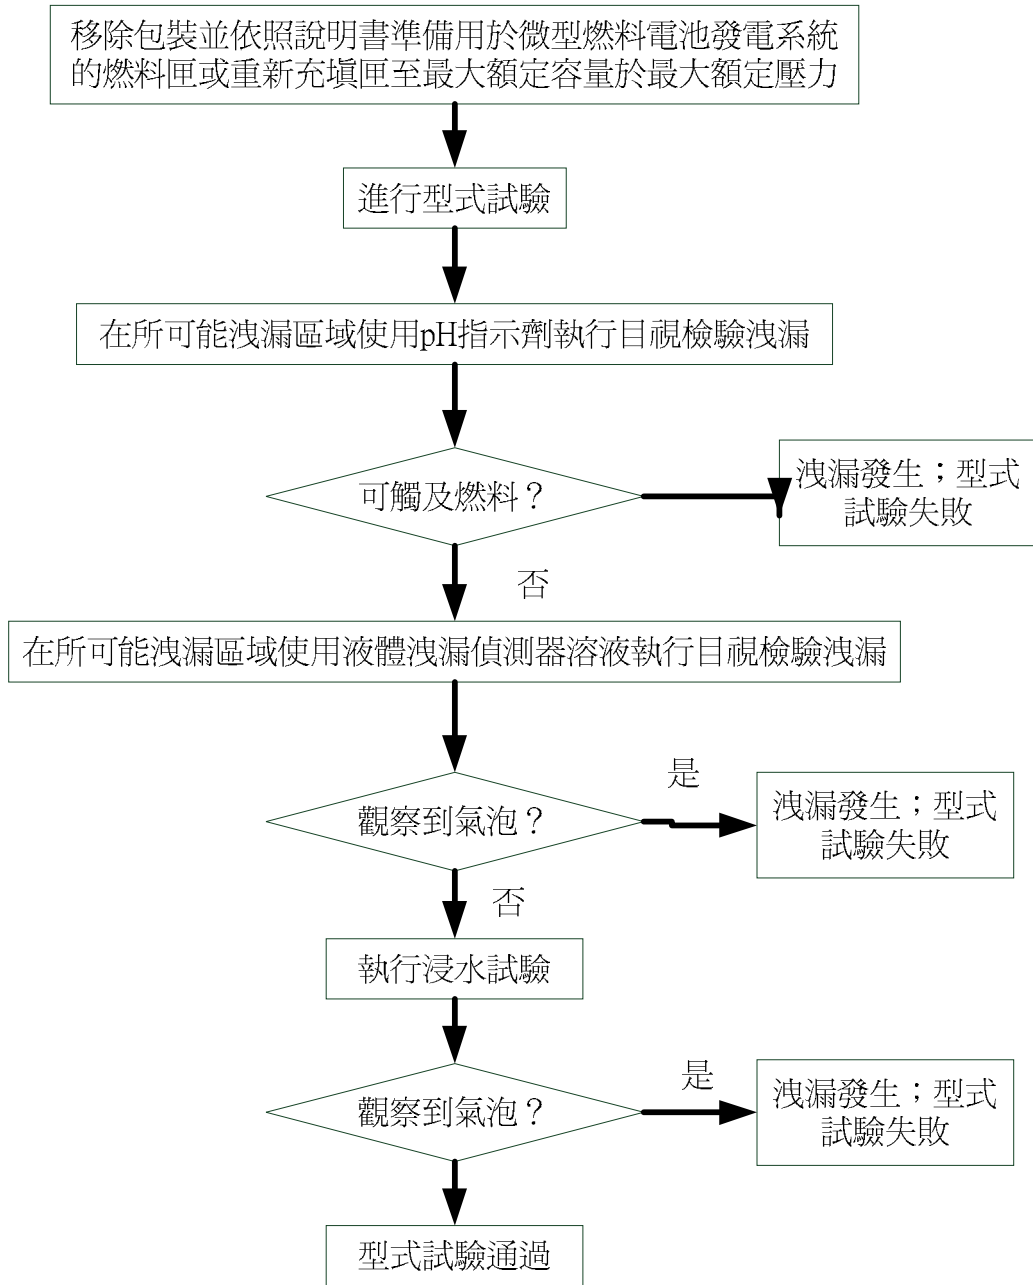 移除包裝並依照說明書準備用於微型燃料電池發電系統
的燃料匣或重新充填匣至最大額定容量於最大額定壓力
進行型式試驗
在所可能洩漏區域使用pH指示劑執行目視檢驗洩漏
可觸及燃料？
洩漏發生；型式
試驗失敗
否
在所可能洩漏區域使用液體洩漏偵測器溶液執行目視檢驗洩漏
觀察到氣泡？
是
洩漏發生；型式
試驗失敗
否
執行浸水試驗
觀察到氣泡？
是
洩漏發生；型式
試驗失敗
型式試驗通過